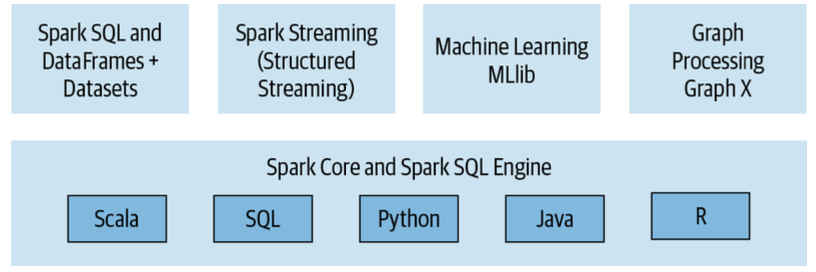 Spark SQL and
DataFrames +
Datasets
Spark Streaming
(Structured
Streaming)
Machine Learning
MLlib
Graph
Processing
Graph X
Spark Core and Spark SQL Engine
Scala
SQL
Python
Java
R